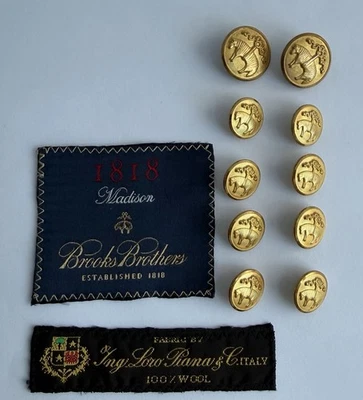 1818
Madison
Brooks Brothers
ESTABLISHED 1818
FABRIC BY
Ing. Loro Piana & C. ITALY
100% WOOL